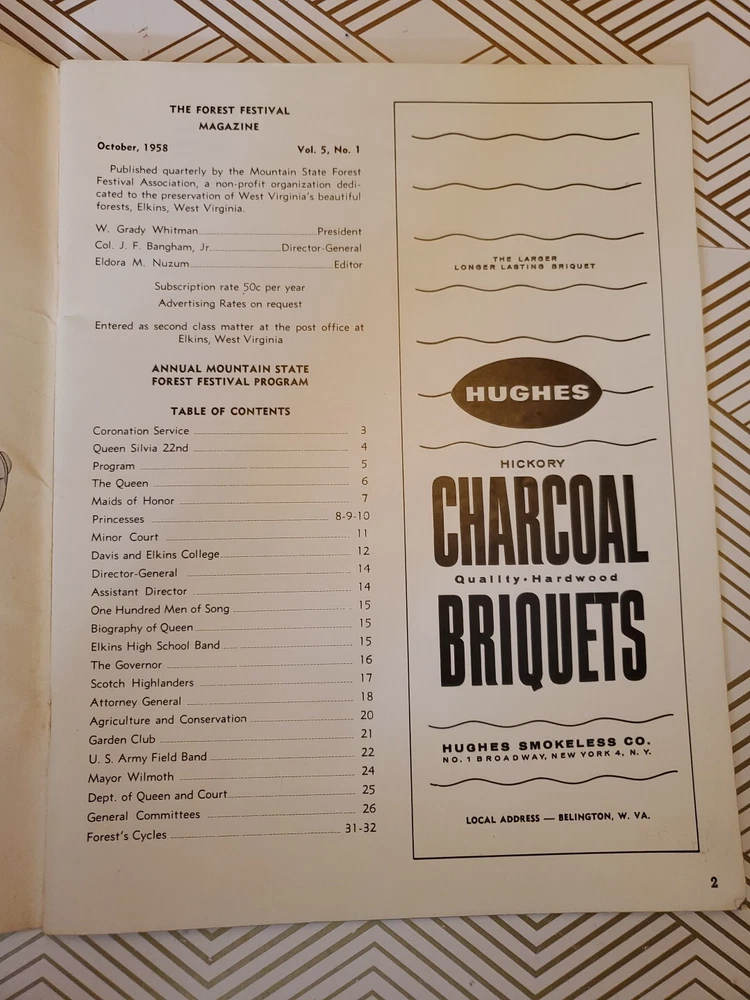 THE FOREST FESTIVAL
MAGAZINE
October, 1958 Vol. 5, No. 1
Published quarterly by the Mountain State Forest
Festival Association, a non-profit organization dedi-
cated to the preservation of West Virginia's beautiful
forests, Elkins, West Virginia.
W. Grady Whitman President
Col. J. F. Bangham, Jr. Director-General
Eldora M. Nuzum Editor
Subscription rate 50c per year
Advertising Rates on request
Entered as second class matter at the post office at
Elkins, West Virginia
ANNUAL MOUNTAIN STATE
FOREST FESTIVAL PROGRAM
TABLE OF CONTENTS
Coronation Service 3
Queen Silvia 22nd 4
Program 5
The Queen 6
Maids of Honor 7
Princesses 8-9-10
Minor Court 11
Davis and Elkins College 12
Director-General 14
Assistant Director 14
One Hundred Men of Song 15
Biography of Queen 15
Elkins High School Band 15
The Governor 16
Scotch Highlanders 17
Attorney General 18
Agriculture and Conservation 20
Garden Club 21
U. S. Army Field Band 22
Mayor Wilmoth 24
Dept. of Queen and Court 25
General Committees 26
Forest's Cycles 31-32
THE LARGER
LONGER LASTING BRIQUET
HUGHES
HICKORY
CHARCOAL
Quality•Hardwood
BRIQUETS
HUGHES SMOKELESS CO.
NO. 1 BROADWAY, NEW YORK 4, N. Y.
LOCAL ADDRESS — BELINGTON, W. VA.
2